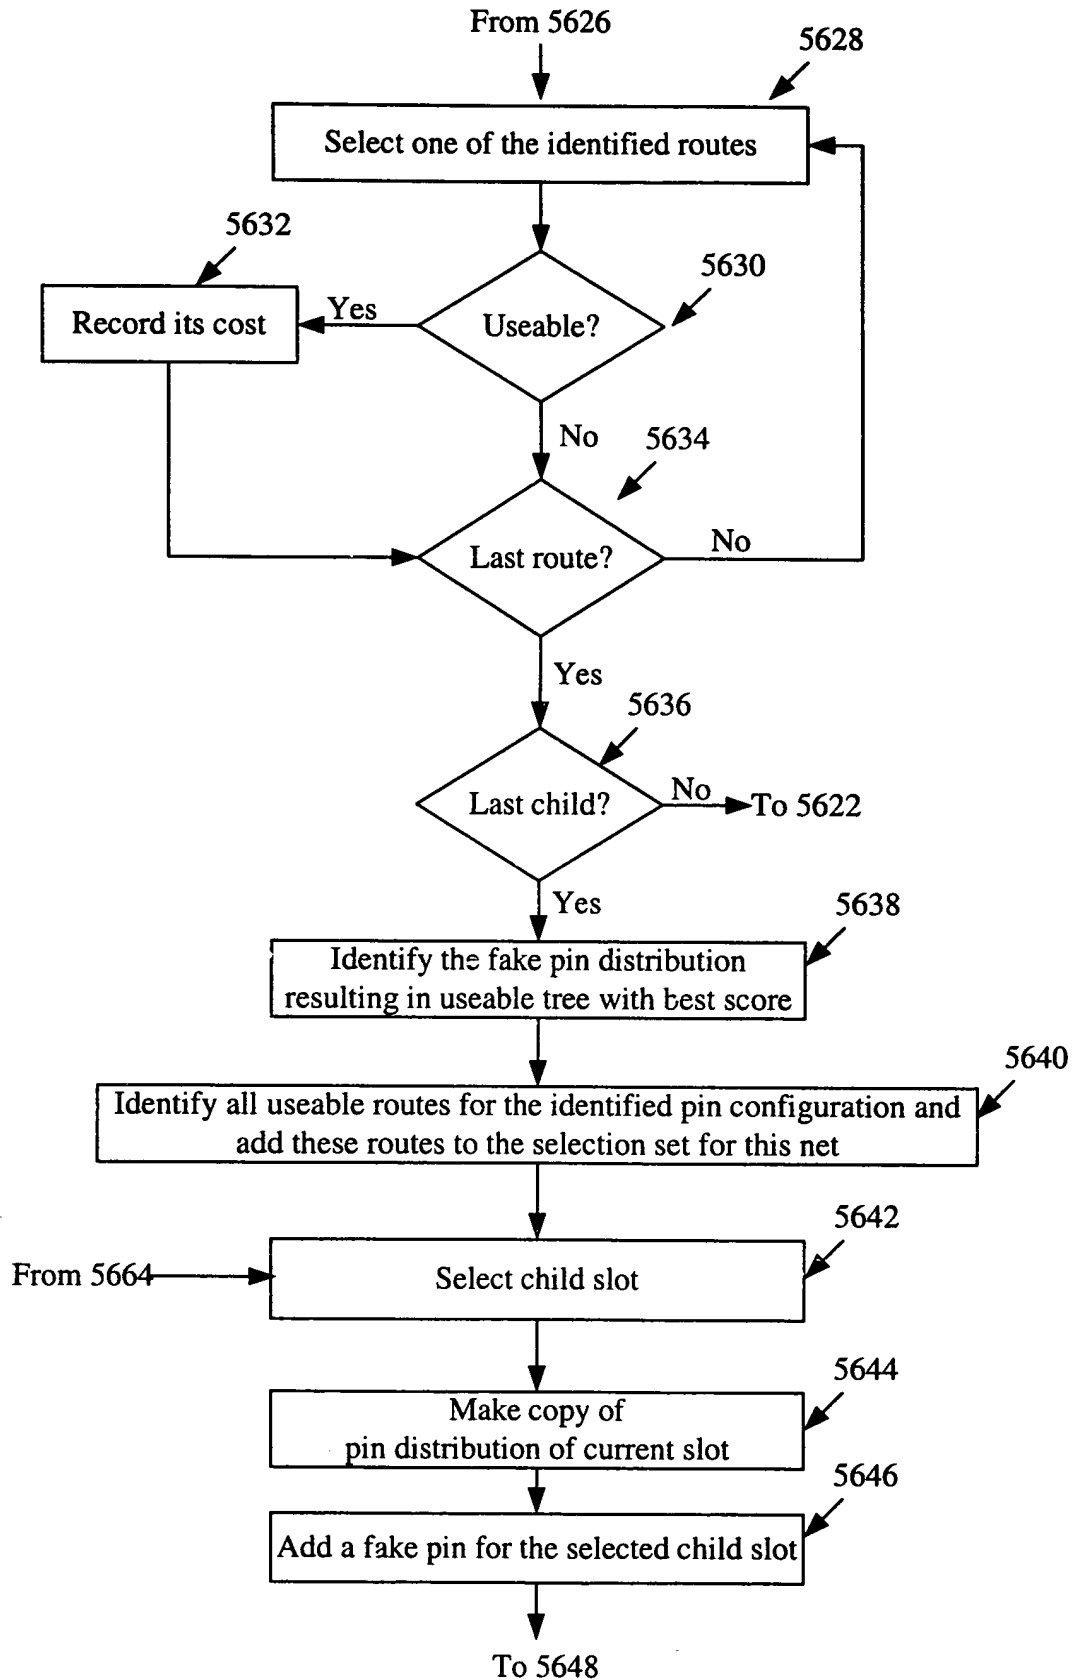 From 5626
5628
Select one of the identified routes
5632
5630
Record its cost
Yes
Useable?
No
5634
Last route?
No
Yes
5636
Last child?
No
To 5622
Yes
5638
Identify the fake pin distribution
resulting in useable tree with best score
5640
Identify all useable routes for the identified pin configuration and
add these routes to the selection set for this net
5642
From 5664
Select child slot
5644
Make copy of
pin distribution of current slot
5646
Add a fake pin for the selected child slot
To 5648